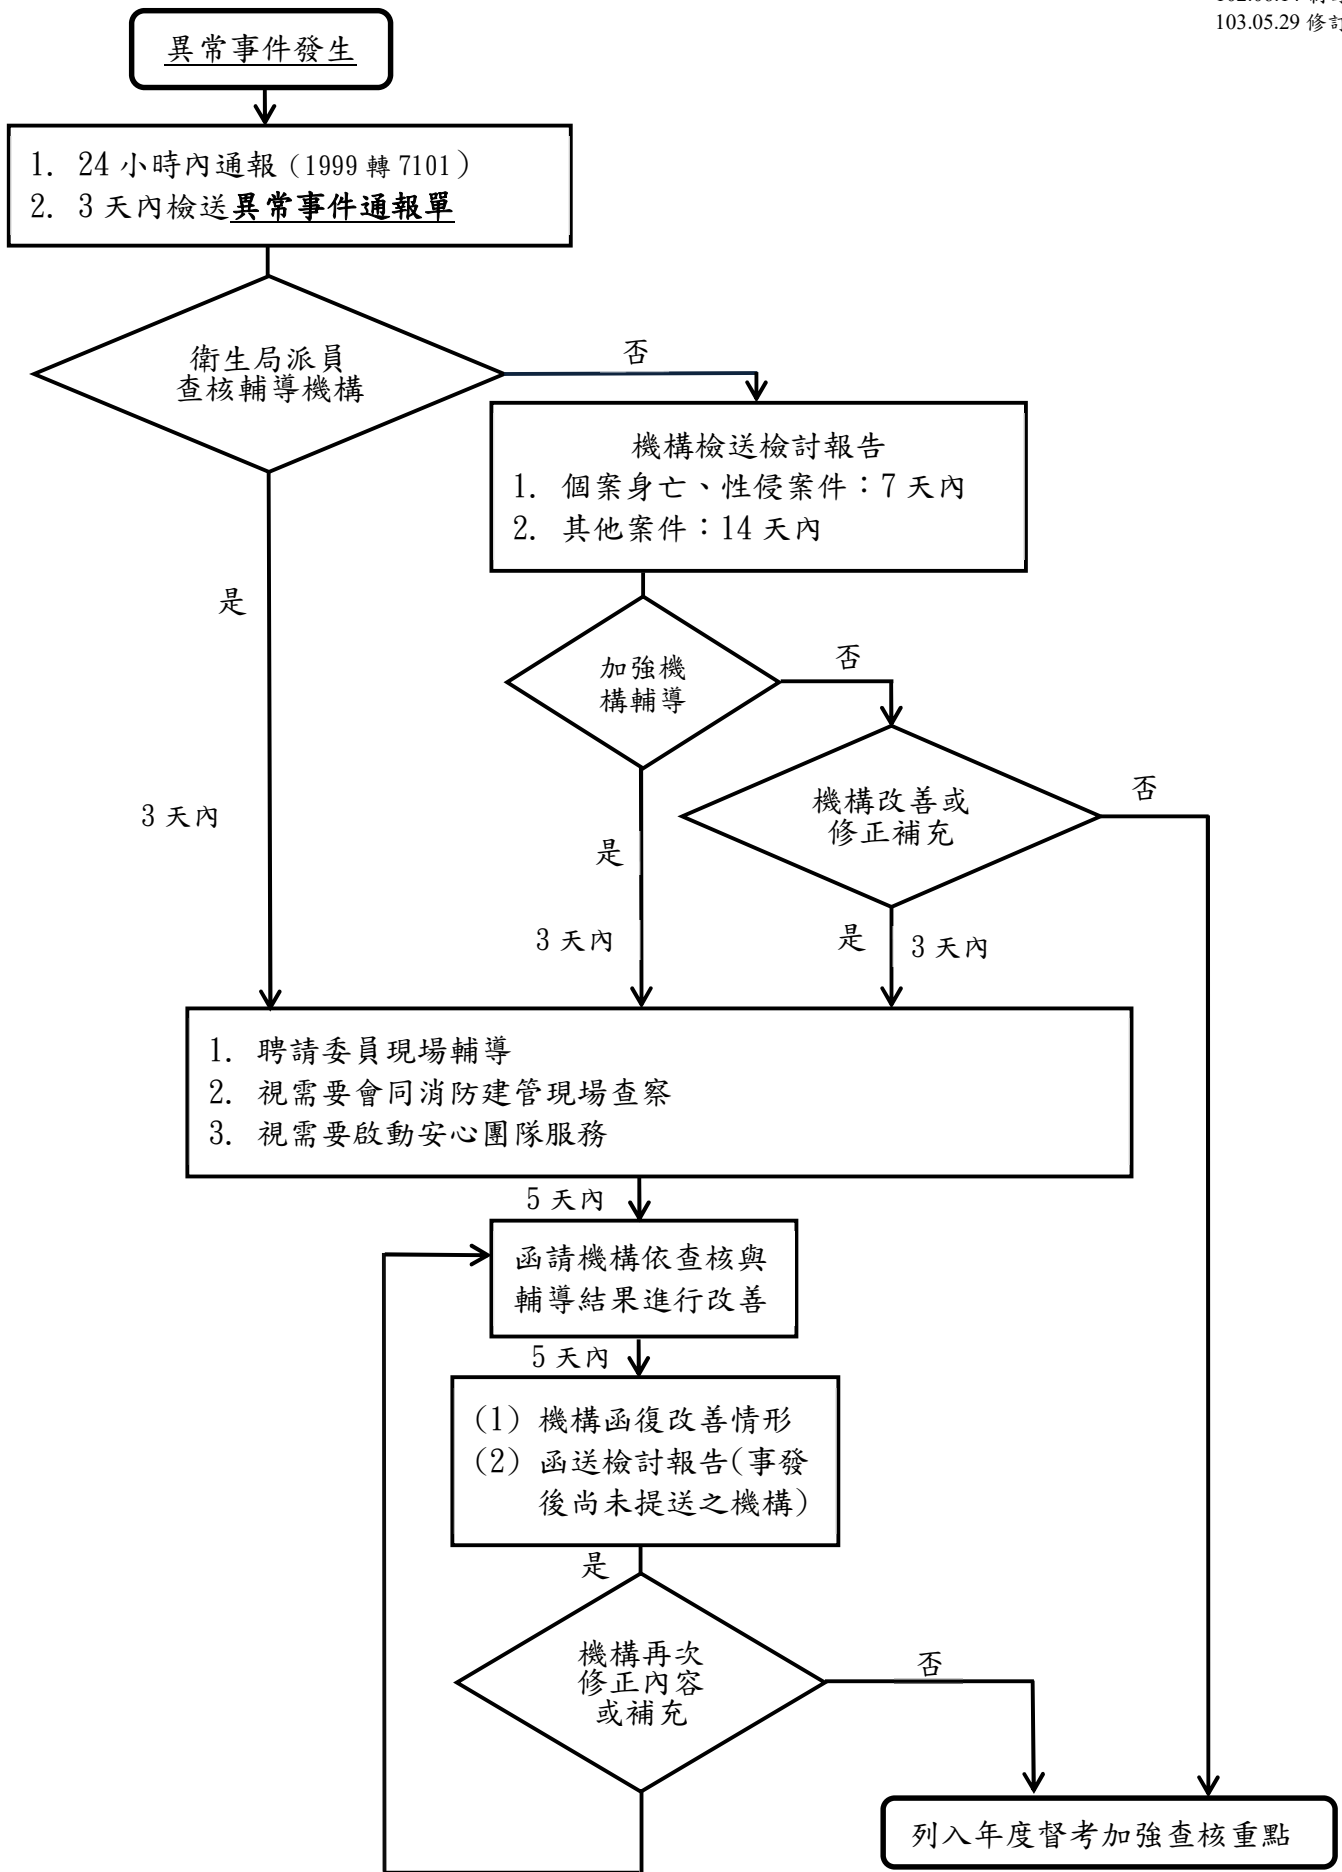 103.05.29 修訂
異常事件發生
1. 24 小時內通報（1999 轉 7101）
2. 3 天內檢送異常事件通報單
衛生局派員
查核輔導機構
否
機構檢送檢討報告
1. 個案身亡、性侵案件：7 天內
2. 其他案件：14 天內
是
加強機
構輔導
否
機構改善或
修正補充
否
3 天內
是
3 天內
是
3 天內
1. 聘請委員現場輔導
2. 視需要會同消防建管現場查察
3. 視需要啟動安心團隊服務
5 天內
函請機構依查核與
輔導結果進行改善
5 天內
(1) 機構函復改善情形
(2) 函送檢討報告(事發
後尚未提送之機構)
是
機構再次
修正內容
或補充
否
列入年度督考加強查核重點